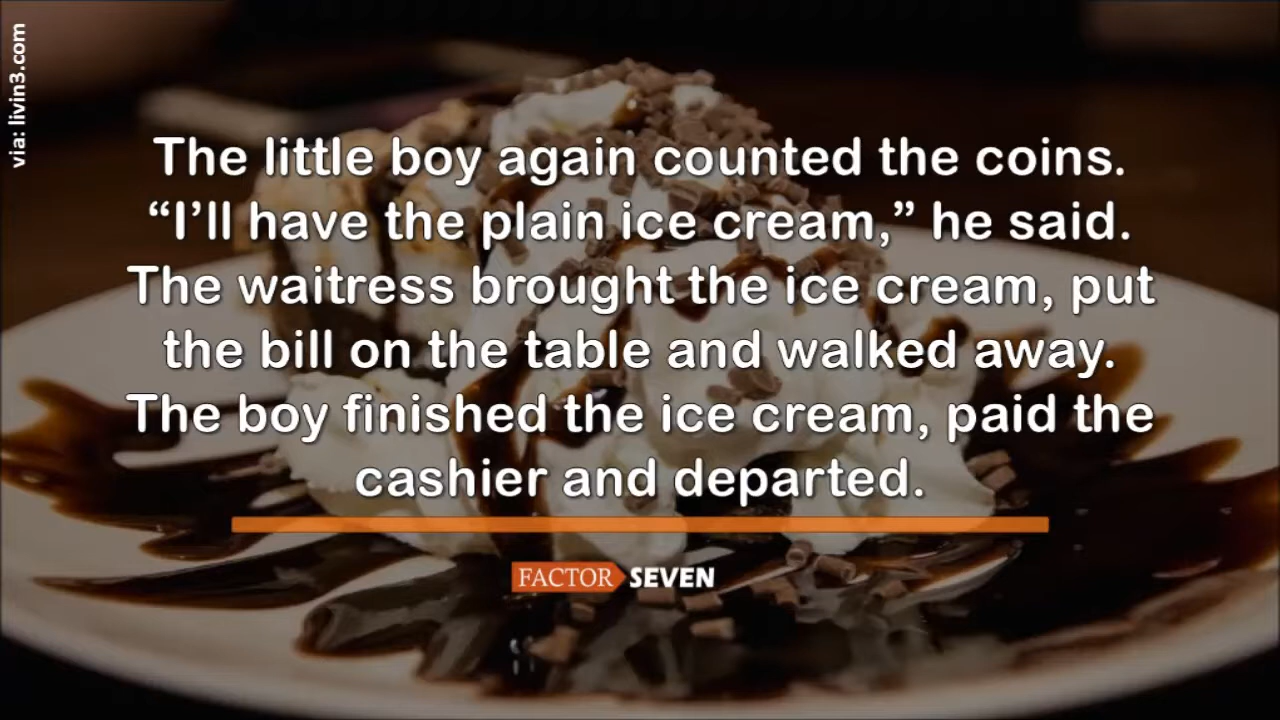 via: livin3.com
The little boy again counted the coins.
“I’ll have the plain ice cream,” he said.
The waitress brought the ice cream, put
the bill on the table and walked away.
The boy finished the ice cream, paid the
cashier and departed.
FACTOR SEVEN